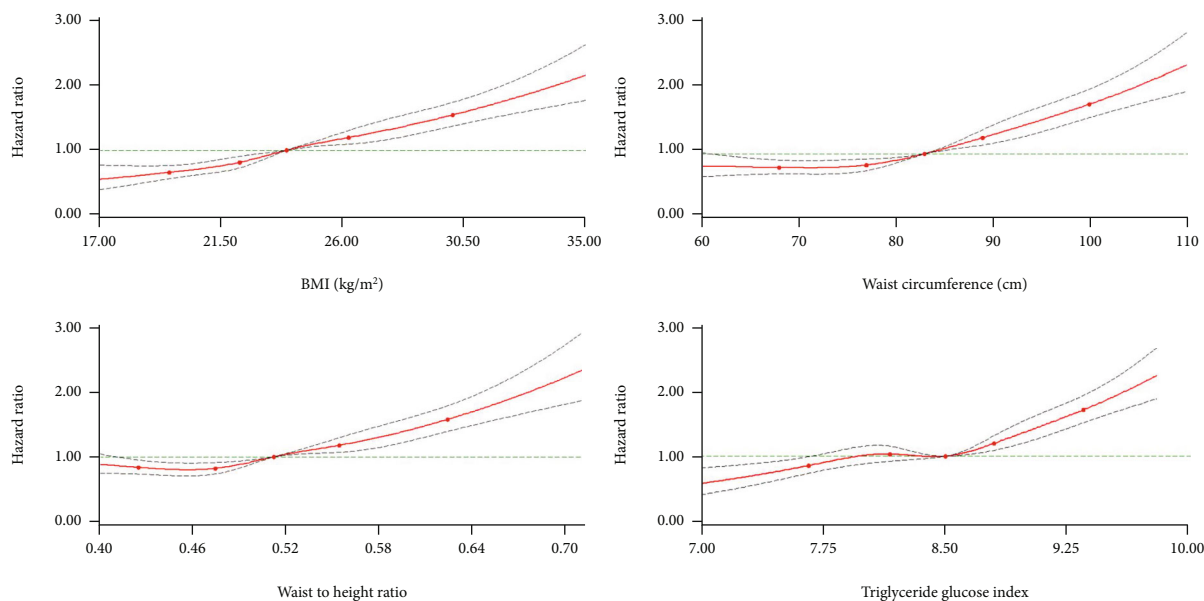 3.00
2.00
1.00
0.00
Hazard ratio
17.00 21.50 26.00 30.50 35.00
BMI (kg/m²)
3.00
2.00
1.00
0.00
Hazard ratio
60 70 80 90 100 110
Waist circumference (cm)
3.00
2.00
1.00
0.00
Hazard ratio
0.40 0.46 0.52 0.58 0.64 0.70
Waist to height ratio
3.00
2.00
1.00
0.00
Hazard ratio
7.00 7.75 8.50 9.25 10.00
Triglyceride glucose index